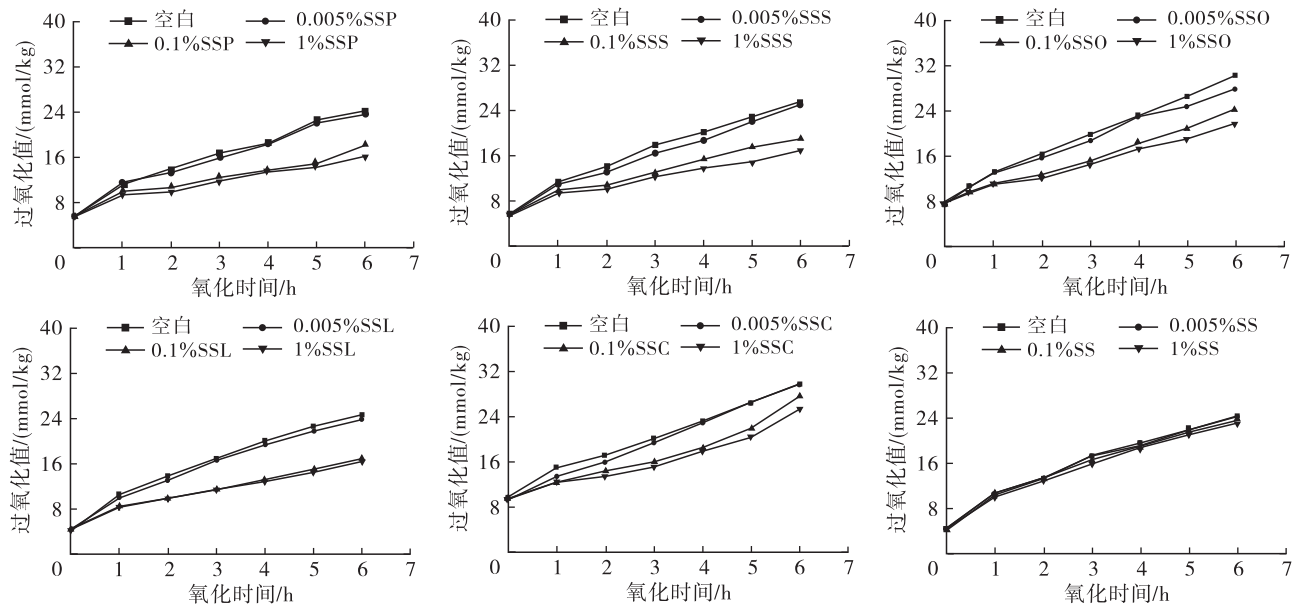 过氧化值/(mmol/kg)
空白 0.005%SSP
0.1%SSP 1%SSP
40
32
24
16
8
0 1 2 3 4 5 6 7
氧化时间/h
过氧化值/(mmol/kg)
空白 0.005%SSS
0.1%SSS 1%SSS
40
32
24
16
8
0 1 2 3 4 5 6 7
氧化时间/h
过氧化值/(mmol/kg)
空白 0.005%SSO
0.1%SSO 1%SSO
40
32
24
16
8
0 1 2 3 4 5 6 7
氧化时间/h
过氧化值/(mmol/kg)
空白 0.005%SSL
0.1%SSL 1%SSL
40
32
24
16
8
0 1 2 3 4 5 6 7
氧化时间/h
过氧化值/(mmol/kg)
空白 0.005%SSC
0.1%SSC 1%SSC
40
32
24
16
8
0 1 2 3 4 5 6 7
氧化时间/h
过氧化值/(mmol/kg)
空白 0.005%SS
0.1%SS 1%SS
40
32
24
16
8
0 1 2 3 4 5 6 7
氧化时间/h